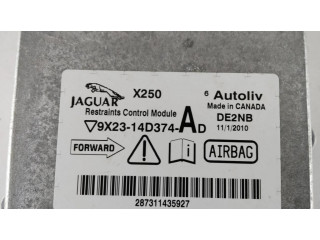 JAGUAR X250 6 Autoliv
Made in CANADA
Restraints Control Module DE2NB
9X23-14D374-AD 11/1/2010
FORWARD i AIRBAG
287311435927